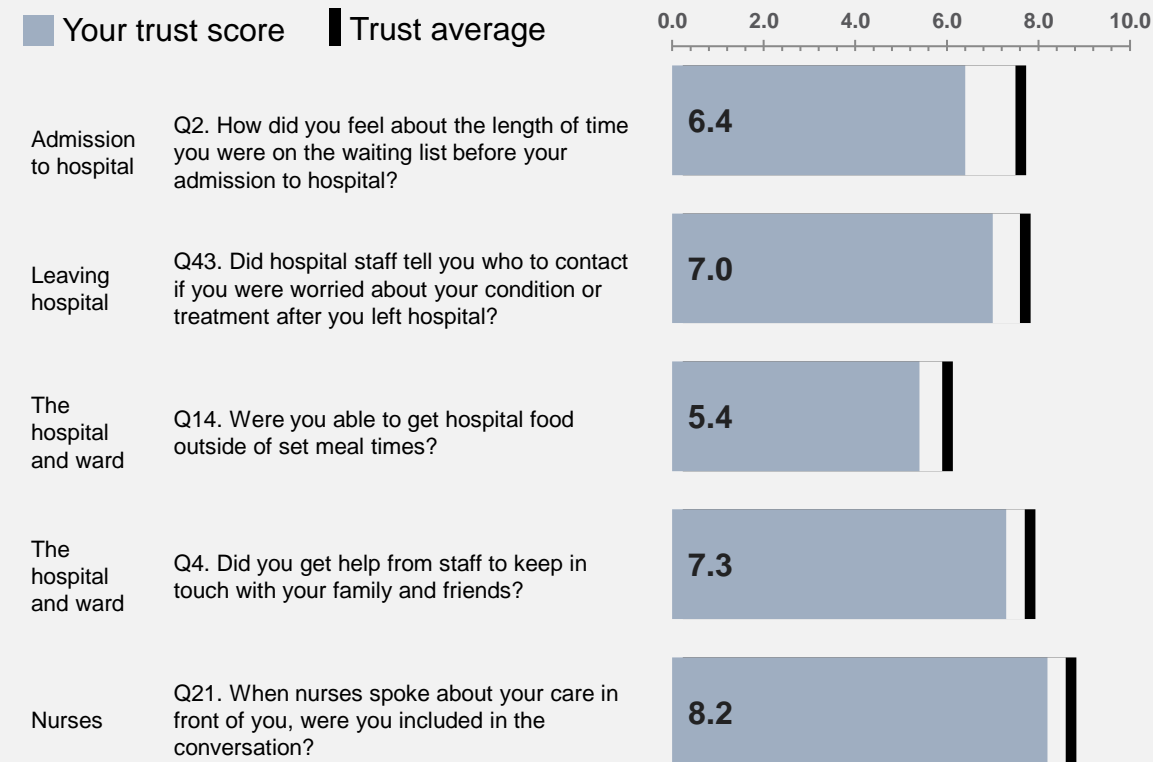 Your trust score
Trust average
0.0 2.0 4.0 6.0 8.0 10.0
Admission
to hospital
Q2. How did you feel about the length of time
you were on the waiting list before your
admission to hospital?
6.4
Leaving
hospital
Q43. Did hospital staff tell you who to contact
if you were worried about your condition or
treatment after you left hospital?
7.0
The
hospital
and ward
Q14. Were you able to get hospital food
outside of set meal times?
5.4
The
hospital
and ward
Q4. Did you get help from staff to keep in
touch with your family and friends?
7.3
Nurses
Q21. When nurses spoke about your care in
front of you, were you included in the
conversation?
8.2